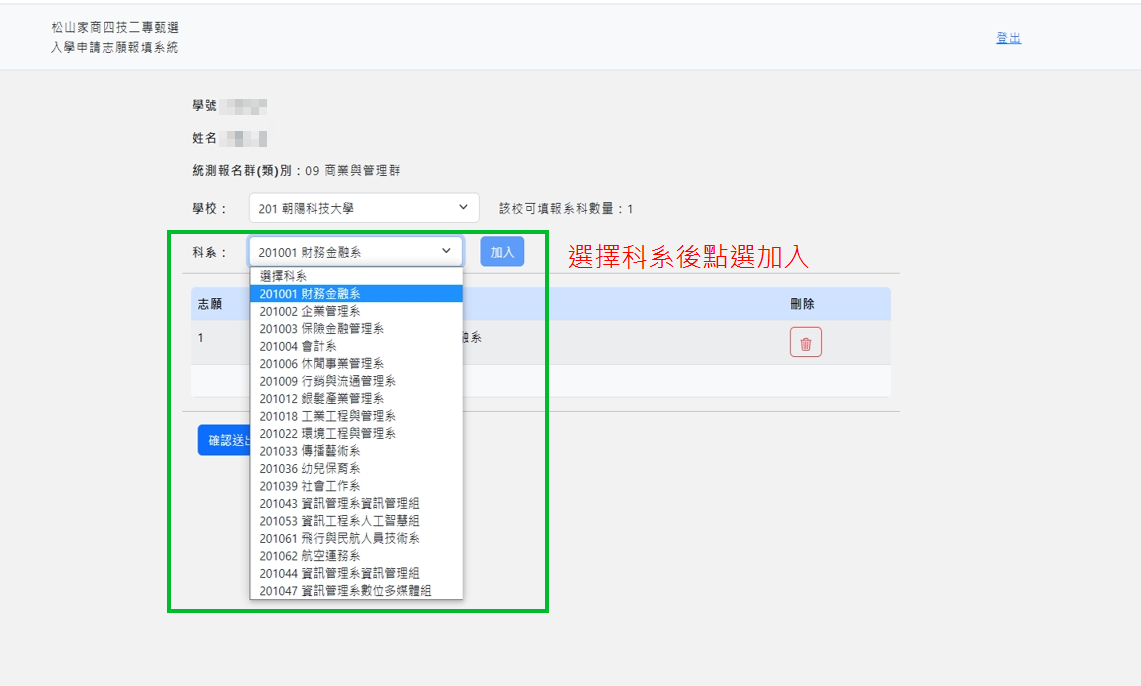 松山家商四技二專甄選
入學申請志願報填系統
登出
學號
姓名
統測報名群(類)別：09 商業與管理群
學校： 201 朝陽科技大學 該校可填報系科數量：1
科系： 201001 財務金融系 加入 選擇科系後點選加入
選擇科系
201001 財務金融系
201002 企業管理系
201003 保險金融管理系
201004 會計系
201006 休閒事業管理系
201009 行銷與流通管理系
201012 銀髮產業管理系
201018 工業工程與管理系
201022 環境工程與管理系
201033 傳播藝術系
201036 幼兒保育系
201039 社會工作系
201043 資訊管理系資訊管理組
201053 資訊工程系人工智慧組
201061 飛行與民航人員技術系
201062 航空運務系
201044 資訊管理系資訊管理組
201047 資訊管理系數位多媒體組
志願 刪除
1 融系
確認送出